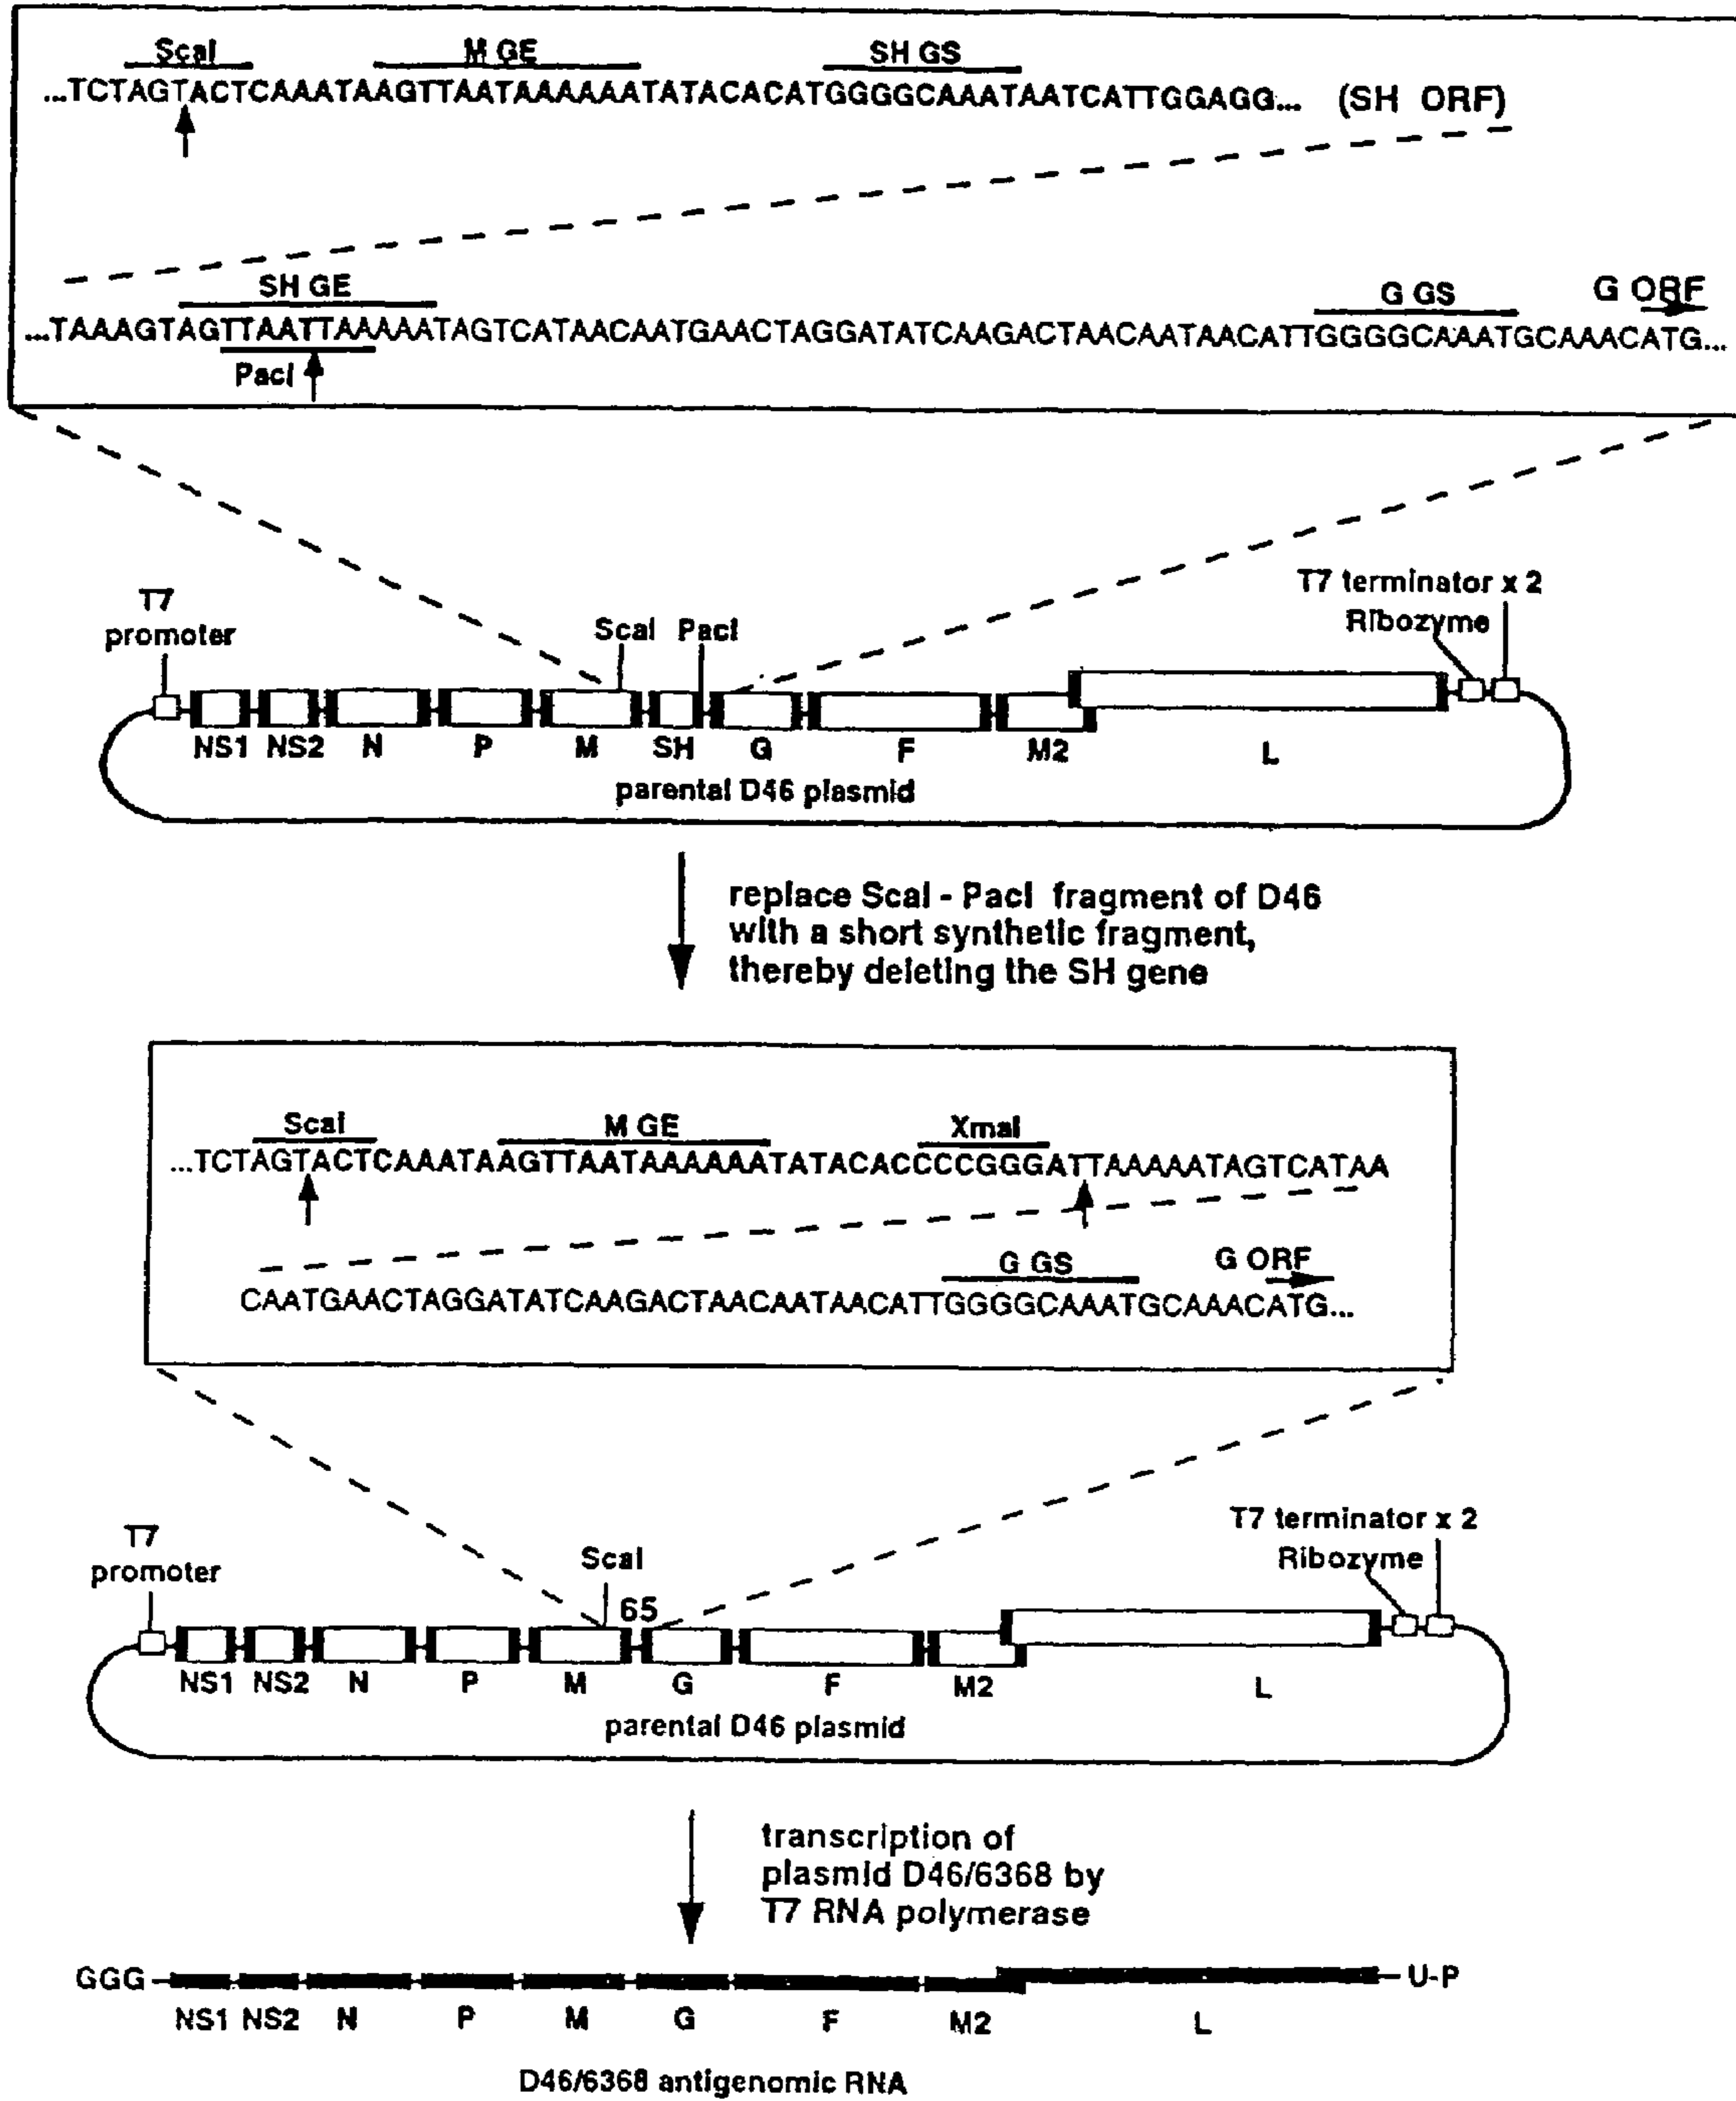 ScaI M GE SH GS
...TCTAGTACTCAAATAAGTTAATAAAAAATATACACATGGGGCAAATAATCATTGGAGG... (SH ORF)
SH GE G GS G ORF
...TAAAGTAGTTAATTAAAAATAGTCATAACAATGAACTAGGATATCAAGACTAACAATAACATTGGGGCAAATGCAAACATG...
PacI
T7 promoter
ScaI PacI
T7 terminator x 2
Ribozyme
NS1 NS2 N P M SH G F M2 L
parental D46 plasmid
replace ScaI - PacI fragment of D46
with a short synthetic fragment,
thereby deleting the SH gene
ScaI M GE XmaI
...TCTAGTACTCAAATAAGTTAATAAAAAATATACACCCCGGGATTAAAAATAGTCATAA
G GS G ORF
CAATGAACTAGGATATCAAGACTAACAATAACATTGGGGCAAATGCAAACATG...
T7 promoter
ScaI
65
T7 terminator x 2
Ribozyme
NS1 NS2 N P M G F M2 L
parental D46 plasmid
transcription of
plasmid D46/6368 by
T7 RNA polymerase
GGG U-P
NS1 NS2 N P M G F M2 L
D46/6368 antigenomic RNA